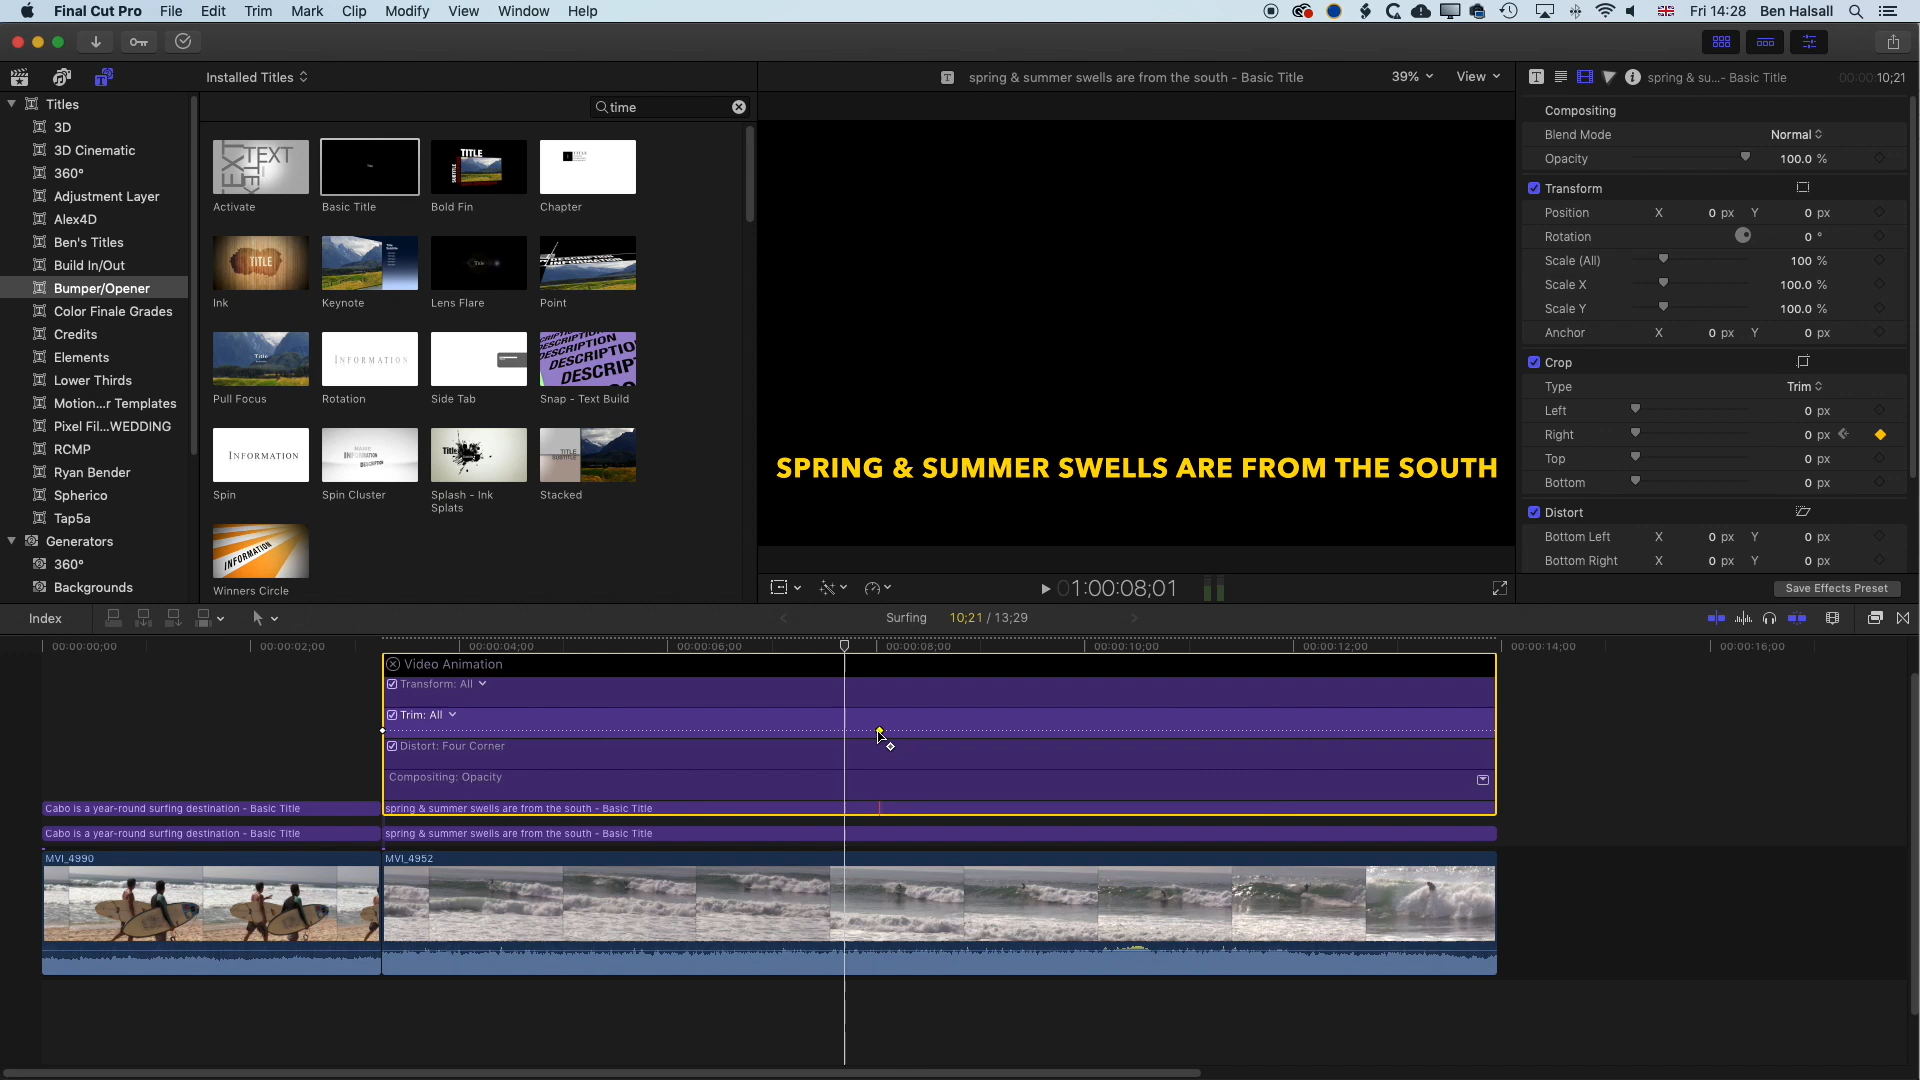 Final Cut Pro File Edit Trim Mark Clip Modify View Window Help Fri 14:28 Ben Halsall
Installed Titles
spring & summer swells are from the south - Basic Title 39% View
spring & su...- Basic Title 00:00:10;21
time
Titles
3D
3D Cinematic
360°
Adjustment Layer
Alex4D
Ben's Titles
Build In/Out
Bumper/Opener
Color Finale Grades
Credits
Elements
Lower Thirds
Motion...r Templates
Pixel Fil...WEDDING
RCMP
Ryan Bender
Spherico
Tap5a
Generators
360°
Backgrounds
Activate Basic Title Bold Fin Chapter
Ink Keynote Lens Flare Point
Pull Focus Rotation Side Tab Snap - Text Build
Spin Spin Cluster Splash - Ink Splats Stacked
Winners Circle
SPRING & SUMMER SWELLS ARE FROM THE SOUTH
01:00:08;01
Compositing
Blend Mode Normal
Opacity 100.0 %
Transform
Position X 0 px Y 0 px
Rotation 0 °
Scale (All) 100 %
Scale X 100.0 %
Scale Y 100.0 %
Anchor X 0 px Y 0 px
Crop
Type Trim
Left 0 px
Right 0 px
Top 0 px
Bottom 0 px
Distort
Bottom Left X 0 px Y 0 px
Bottom Right X 0 px Y 0 px
Save Effects Preset
Index Surfing 10;21 / 13;29
00:00:00;00 00:00:02;00 00:00:04;00 00:00:06;00 00:00:08;00 00:00:10;00 00:00:12;00 00:00:14;00 00:00:16;00
Video Animation
Transform: All
Trim: All
Distort: Four Corner
Compositing: Opacity
Cabo is a year-round surfing destination - Basic Title spring & summer swells are from the south - Basic Title
Cabo is a year-round surfing destination - Basic Title spring & summer swells are from the south - Basic Title
MVI_4990 MVI_4952